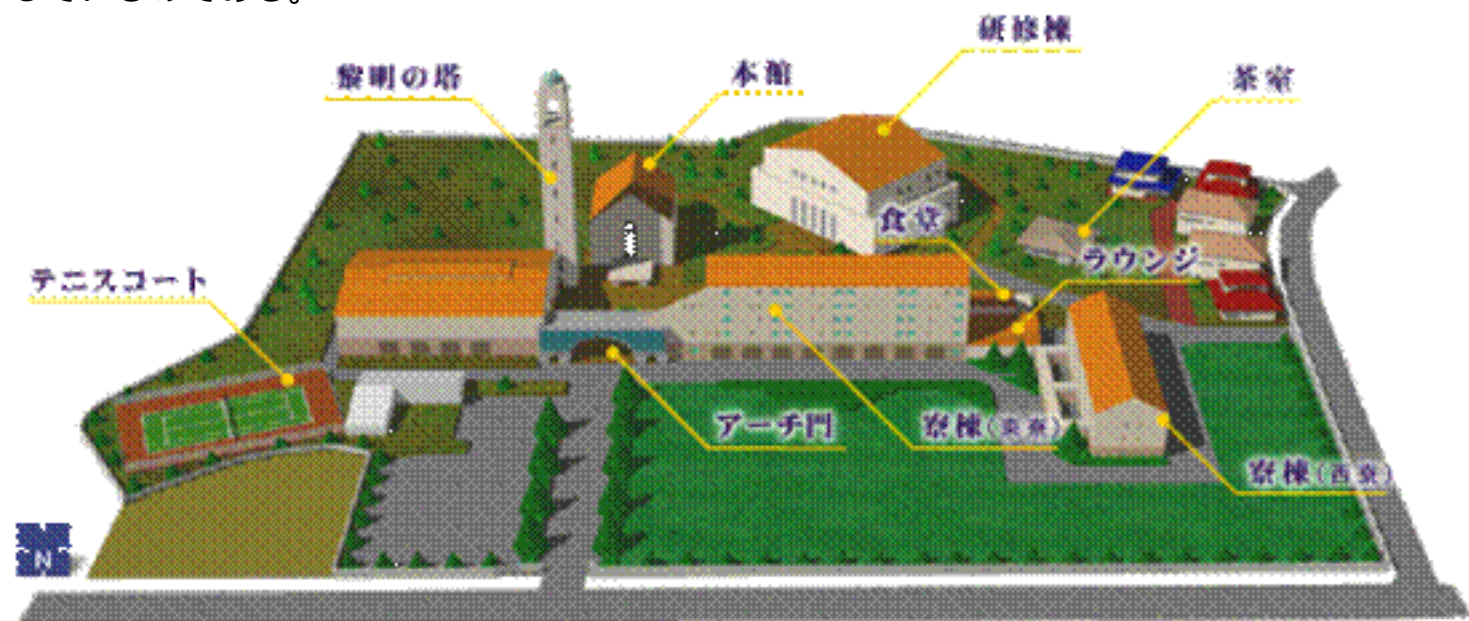 研修棟
本館
黎明の塔
茶室
食堂
ラウンジ
テニスコート
アーチ門
寮棟(東寮)
寮棟(西寮)
N